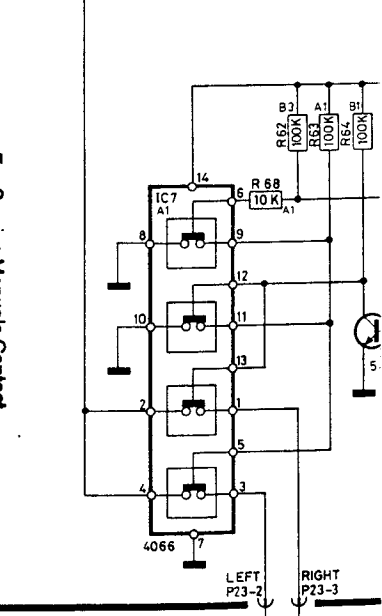 B3
A1
B1
R62
100K
R63
100K
R64
100K
14
IC7
A1
6
R 68
10 K
A1
8
9
12
10
11
13
2
1
5
4
3
4066
7
5
LEFT
P23-2
RIGHT
P23-3